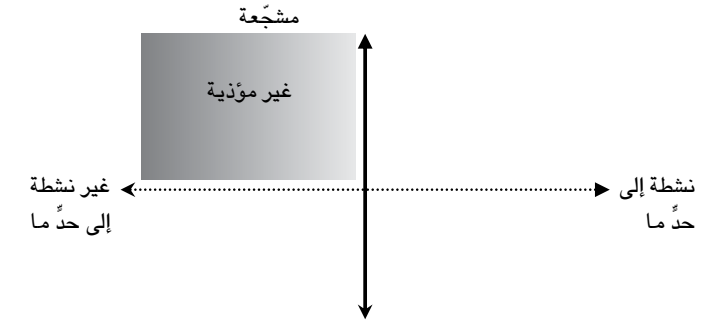 مشجّعة
غير مؤذية
نشطة إلى
حدٍّ ما
غير نشطة
إلى حدٍّ ما